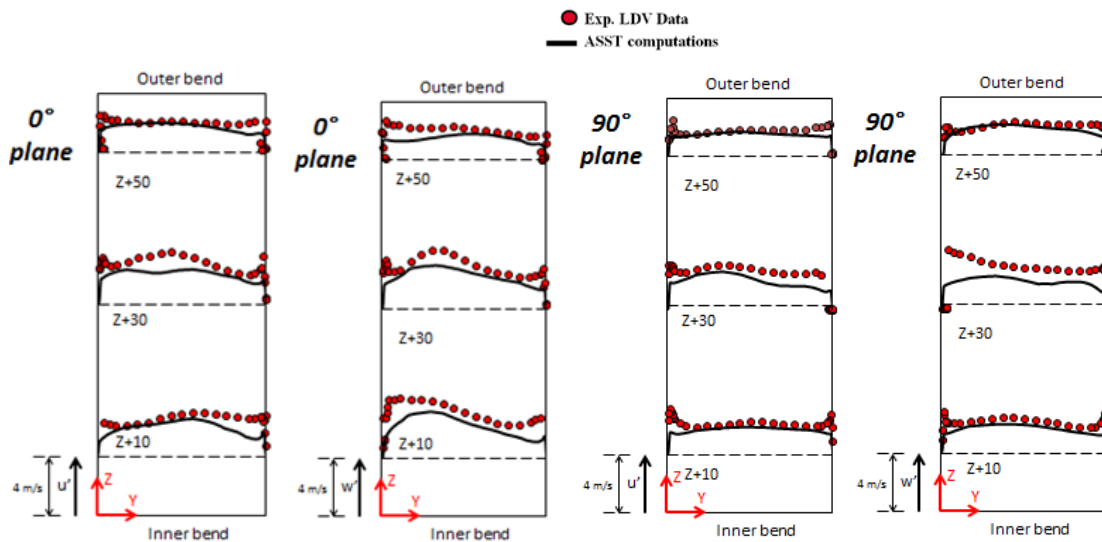 Exp. LDV Data
ASST computations
Outer bend
0°
plane
Z+50
Z+30
Z+10
4 m/s
u'
Z
Y
Inner bend
Outer bend
0°
plane
Z+50
Z+30
Z+10
4 m/s
w'
Z
Y
Inner bend
Outer bend
90°
plane
Z+50
Z+30
Z+10
4 m/s
u'
Z
Y
Inner bend
Outer bend
90°
plane
Z+50
Z+30
Z+10
4 m/s
w'
Z
Y
Inner bend